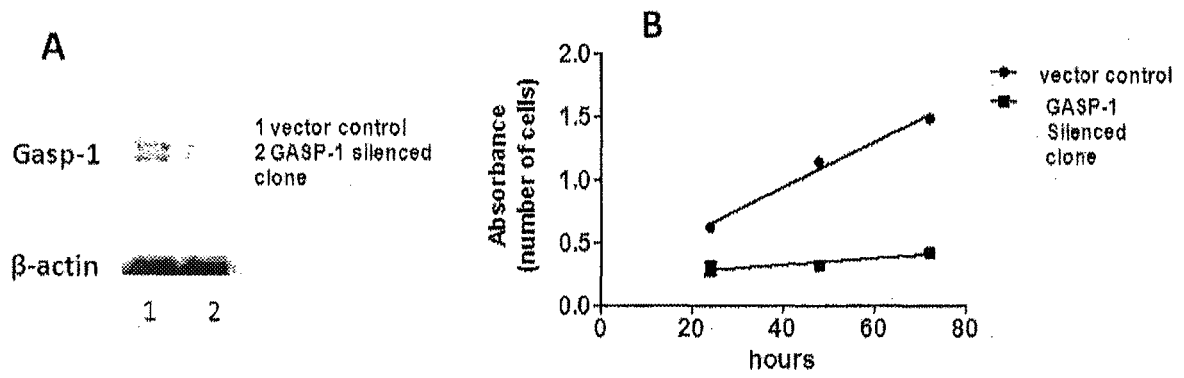 A
Gasp-1
1 vector control
2 GASP-1 silenced
clone
β-actin
1 2
B
Absorbance
(number of cells)
2.0
1.5
1.0
0.5
0.0
0 20 40 60 80
hours
vector control
GASP-1
Silenced
clone